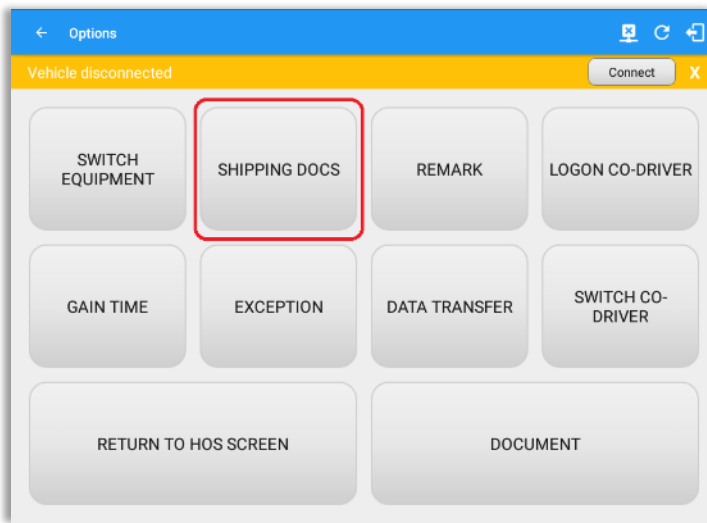 Options
Vehicle disconnected
Connect
X
SWITCH
EQUIPMENT
SHIPPING DOCS
REMARK
LOGON CO-DRIVER
GAIN TIME
EXCEPTION
DATA TRANSFER
SWITCH CO-
DRIVER
RETURN TO HOS SCREEN
DOCUMENT